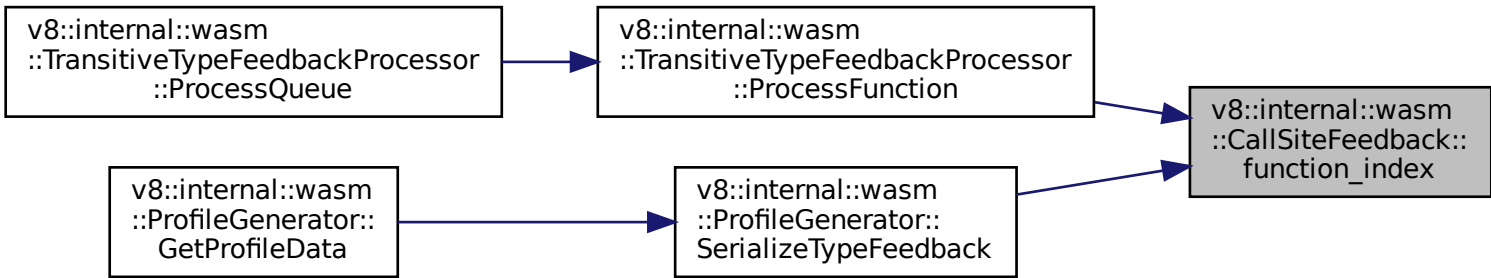 v8::internal::wasm
::TransitiveTypeFeedbackProcessor
::ProcessQueue
v8::internal::wasm
::TransitiveTypeFeedbackProcessor
::ProcessFunction
v8::internal::wasm
::CallSiteFeedback::
function_index
v8::internal::wasm
::ProfileGenerator::
GetProfileData
v8::internal::wasm
::ProfileGenerator::
SerializeTypeFeedback